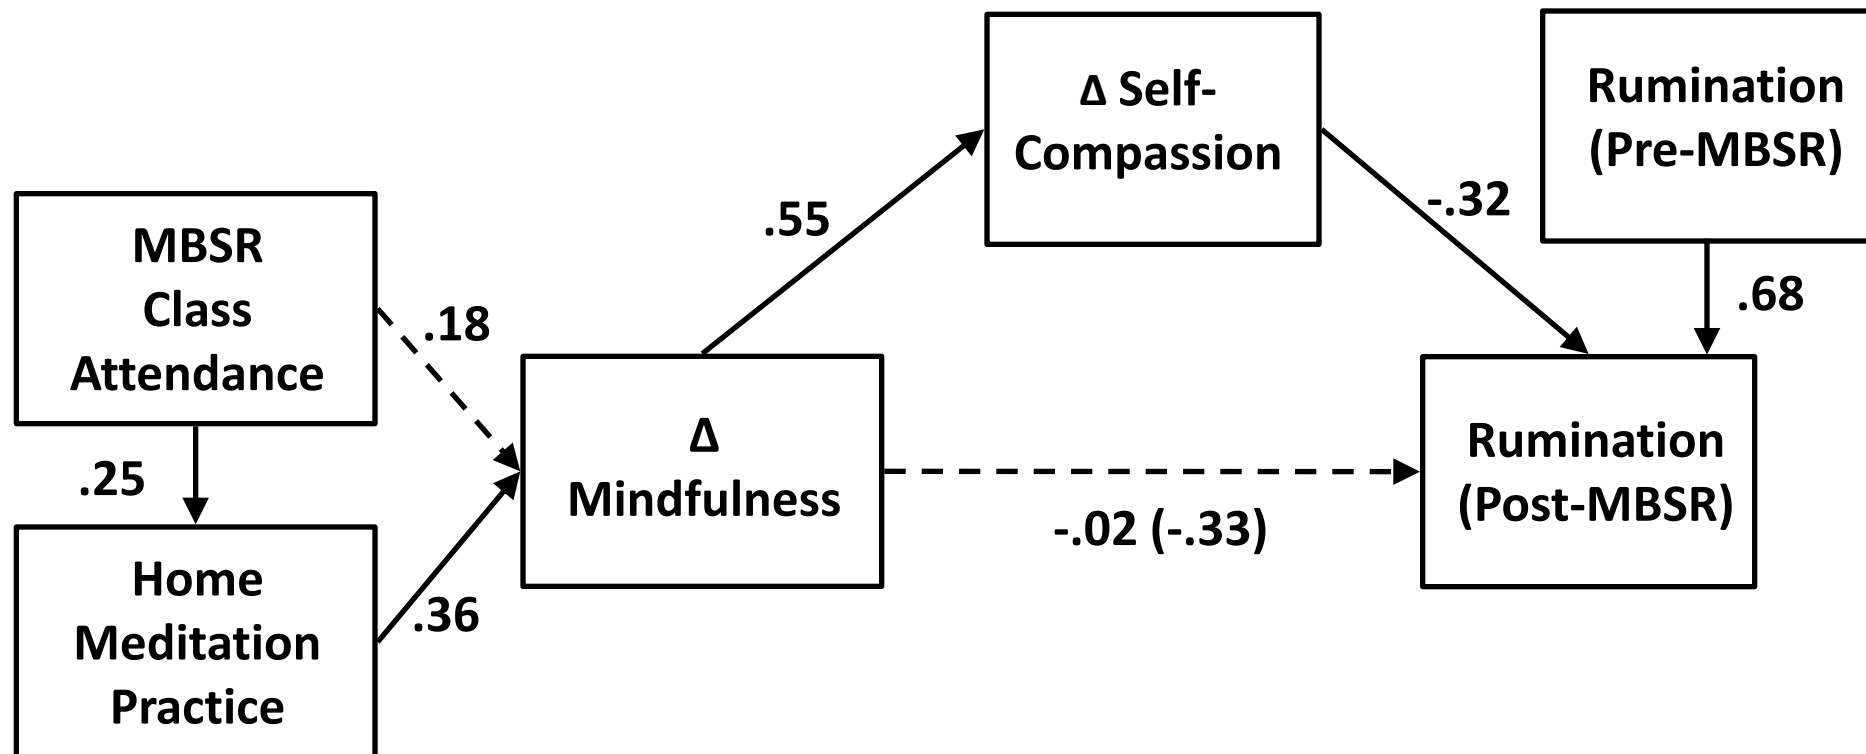 MBSR
Class
Attendance
.25
Home
Meditation
Practice
.18
.36
Δ
Mindfulness
.55
Δ Self-
Compassion
-.32
-.02 (-.33)
Rumination
(Pre-MBSR)
.68
Rumination
(Post-MBSR)